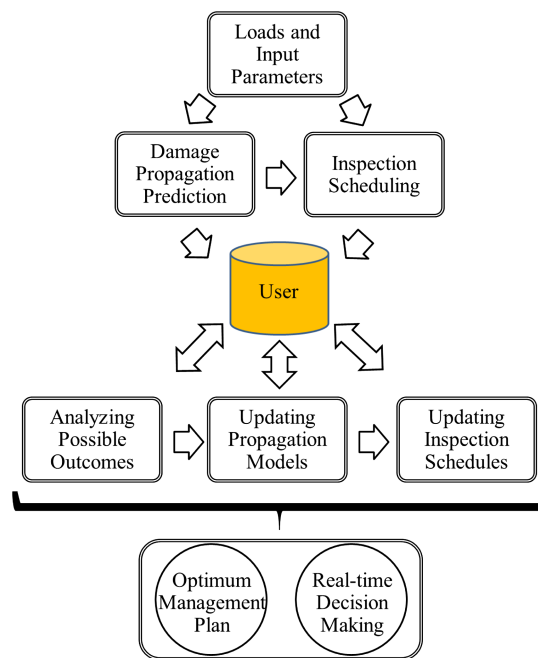 Loads and
Input
Parameters
Damage
Propagation
Prediction
Inspection
Scheduling
User
Analyzing
Possible
Outcomes
Updating
Propagation
Models
Updating
Inspection
Schedules
Optimum
Management
Plan
Real-time
Decision
Making